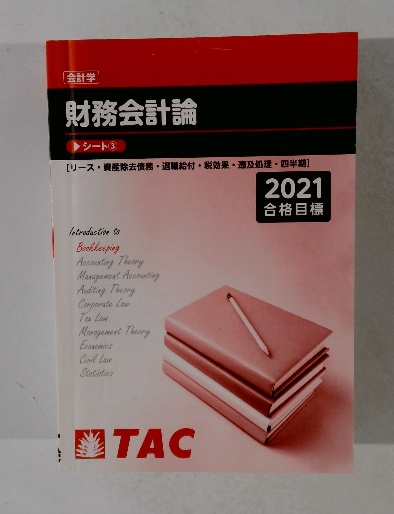 会計学
財務会計論
▶シート③
[リース・資産除去債務・退職給付・税効果・遡及処理・四半期]
2021
合格目標
Introduction to
Bookkeeping
Accounting Theory
Management Accounting
Auditing Theory
Corporate Law
Tax Law
Management Theory
Economics
Civil Law
Statistics
TAC